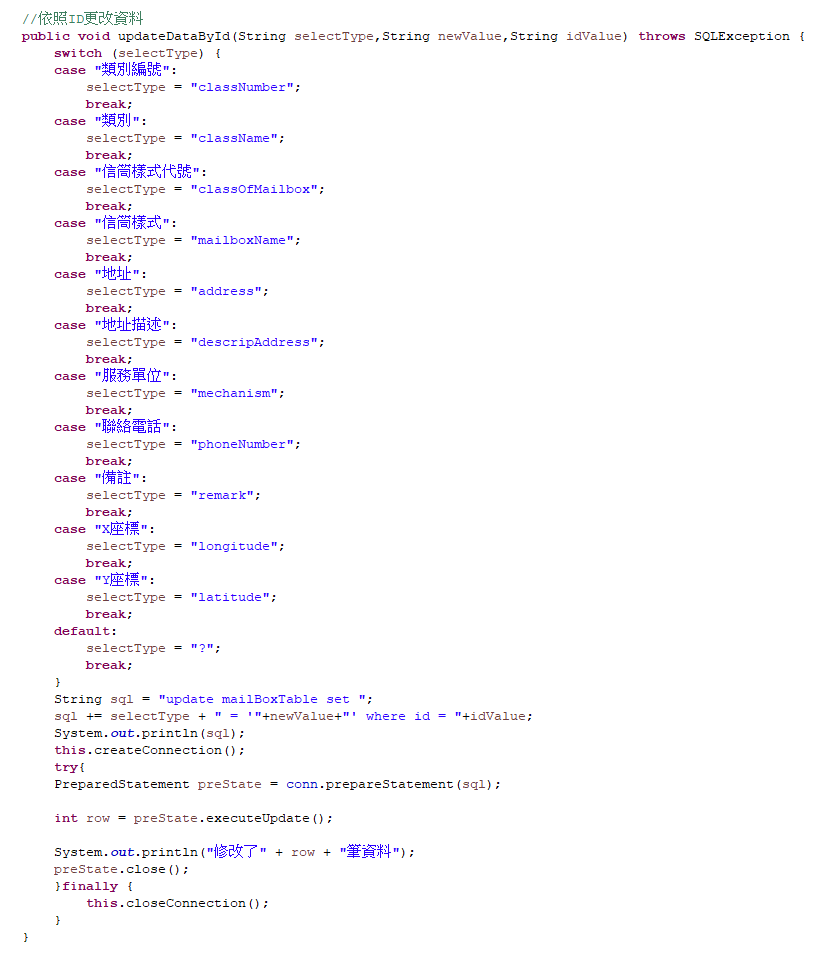 //依照ID更改資料
public void updateDataById(String selectType,String newValue,String idValue) throws SQLException {
    switch (selectType) {
    case "類別編號":
        selectType = "classNumber";
        break;
    case "類別":
        selectType = "className";
        break;
    case "信筒樣式代號":
        selectType = "classOfMailbox";
        break;
    case "信筒樣式":
        selectType = "mailboxName";
        break;
    case "地址":
        selectType = "address";
        break;
    case "地址描述":
        selectType = "descripAddress";
        break;
    case "服務單位":
        selectType = "mechanism";
        break;
    case "聯絡電話":
        selectType = "phoneNumber";
        break;
    case "備註":
        selectType = "remark";
        break;
    case "X座標":
        selectType = "longitude";
        break;
    case "Y座標":
        selectType = "latitude";
        break;
    default:
        selectType = "?";
        break;
    }
    String sql = "update mailBoxTable set ";
    sql += selectType + " = '"+newValue+"' where id = "+idValue;
    System.out.println(sql);
    this.createConnection();
    try{
    PreparedStatement preState = conn.prepareStatement(sql);
    int row = preState.executeUpdate();
    System.out.println("修改了" + row + "筆資料");
    preState.close();
    }finally {
        this.closeConnection();
    }
}